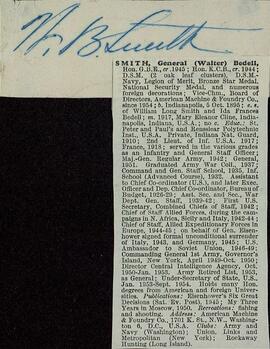 W. B. Smith
SMITH, General (Walter) Bedell,
Hon. G.B.E., cr. 1945; Hon. K.C.B., cr. 1944;
D.S.M. (2 oak leaf clusters), D.S.M.-
Navy, Legion of Merit, Bronze Star Medal,
National Security Medal, and numerous
foreign decorations; Vice-Chm., Board of
Directors, American Machine & Foundry Co.,
since 1954; b. Indianapolis, 5 Oct. 1895; s. of
William Long Smith and Ida Frances
m. 1917, Mary Eleanor Cline, Indianapolis,
Indiana, U.S.A.; no c. Educ.: St.
Peter and Paul's and Polytechnic
Inst., U.S.A. Private, Indiana Nat. Guard,
1910; 2nd Lieut. of Inf. U.S.A. 1917;
France, 1918; served in the various grades
as an Infantry and General Staff Officer;
Maj.-Gen. Regular Army, 1942; General,
1951. Graduated Army War Coll. 1937;
Command and Gen. Staff School, 1935, Inf.
School (Advanced Course), 1932. Assistant
to Chief Co-ordinator (U.S.), and later Exec.
Officer and Dep. Chief Co-ordinator, Bureau of
Budget, 1926-29; Asst. Sec. and Sec.,
Dept. Gen. Staff, 1939-42; First U.S.
Secretary, Combined Chiefs of Staff, 1942;
Chief of Staff Allied Forces, during the cam-
paigns in N. Africa, Sicily and Italy, 1942-44;
Chief of Staff, Allied Expeditionary Forces in
Europe, 1944-45; on behalf of Gen. Eisen-
hower signed formal unconditional surrenders
of Italy, 1943, and Germany, 1945; U.S.
Ambassador to Soviet Union, 1946-49;
Commanding General 1st Army, Governor's
Island, New York, April 1949-Oct. 1950;
Director Central Intelligence Agency, Oct.
1950-Jan. 1953. Army Retired List, 1953,
as General; Under-Secretary of State, U.S.,
Jan. 1953-Sept. 1954. Holds many Hon.
degrees from American and foreign Univer-
sities. Publications: Eisenhower's Six Great
Decisions (Sat. Ev. Post), 1945; My Three
Years in Moscow, 1950. Recreations: fishing
and shooting. Address: American Machine
& Foundry Co., 1701 K. St., N.W., Washing-
ton 6, D.C., U.S.A. Clubs: Army and
Navy (Washington); Union, Links and
Metropolitan (New York); Rockaway
Hunting (Long Island).